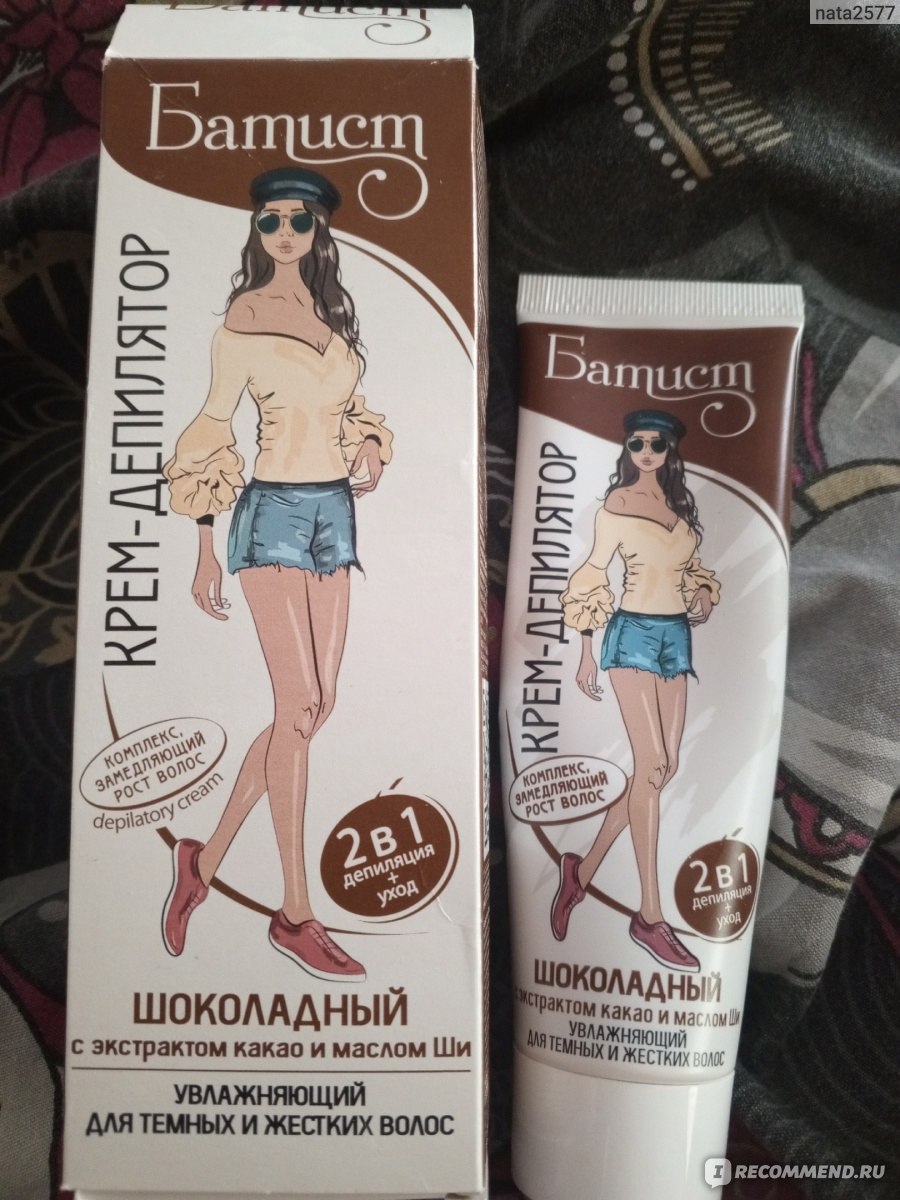 nata2577
Батист
КРЕМ-ДЕПИЛЯТОР
КОМПЛЕКС,
ЗАМЕДЛЯЮЩИЙ
РОСТ ВОЛОС
depilatory cream
2 в 1
депиляция
+
уход
ШОКОЛАДНЫЙ
с экстрактом какао и маслом Ши
УВЛАЖНЯЮЩИЙ
ДЛЯ ТЕМНЫХ И ЖЕСТКИХ ВОЛОС
Батист
КРЕМ-ДЕПИЛЯТОР
КОМПЛЕКС,
ЗАМЕДЛЯЮЩИЙ
РОСТ ВОЛОС
2 в 1
депиляция
+
уход
ШОКОЛАДНЫЙ
с экстрактом какао и маслом Ши
УВЛАЖНЯЮЩИЙ
ДЛЯ ТЕМНЫХ И ЖЕСТКИХ ВОЛОС
IRECOMMEND.RU